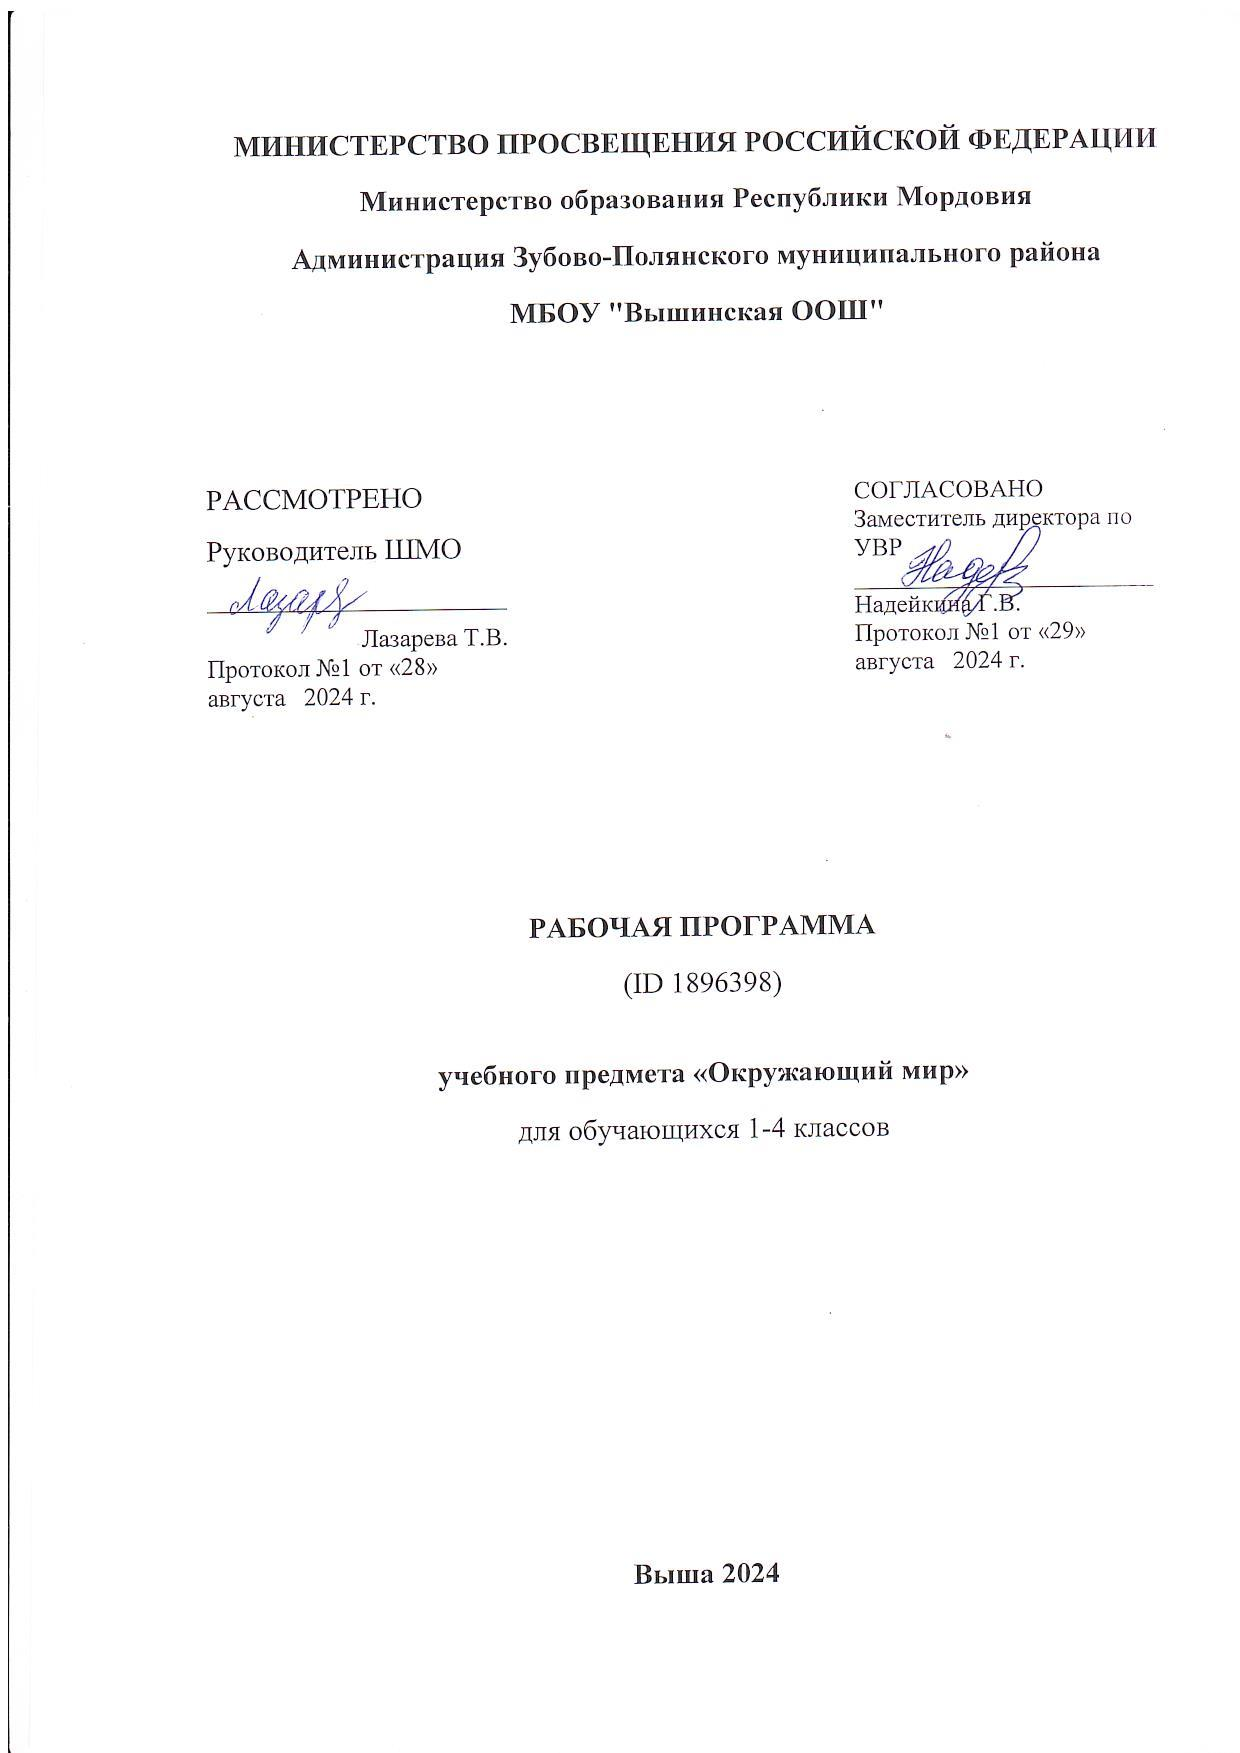 МИНИСТЕРСТВО ПРОСВЕЩЕНИЯ РОССИЙСКОЙ ФЕДЕРАЦИИ
Министерство образования Республики Мордовия
Администрация Зубово-Полянского муниципального района
МБОУ "Вышинская ООШ"
РАССМОТРЕНО
Руководитель ШМО
Лазарева Т.В.
Протокол №1 от «28»
августа 2024 г.
СОГЛАСОВАНО
Заместитель директора по
УВР
Надейкина Г.В.
Протокол №1 от «29»
августа 2024 г.
РАБОЧАЯ ПРОГРАММА
(ID 1896398)
учебного предмета «Окружающий мир»
для обучающихся 1-4 классов
Выша 2024